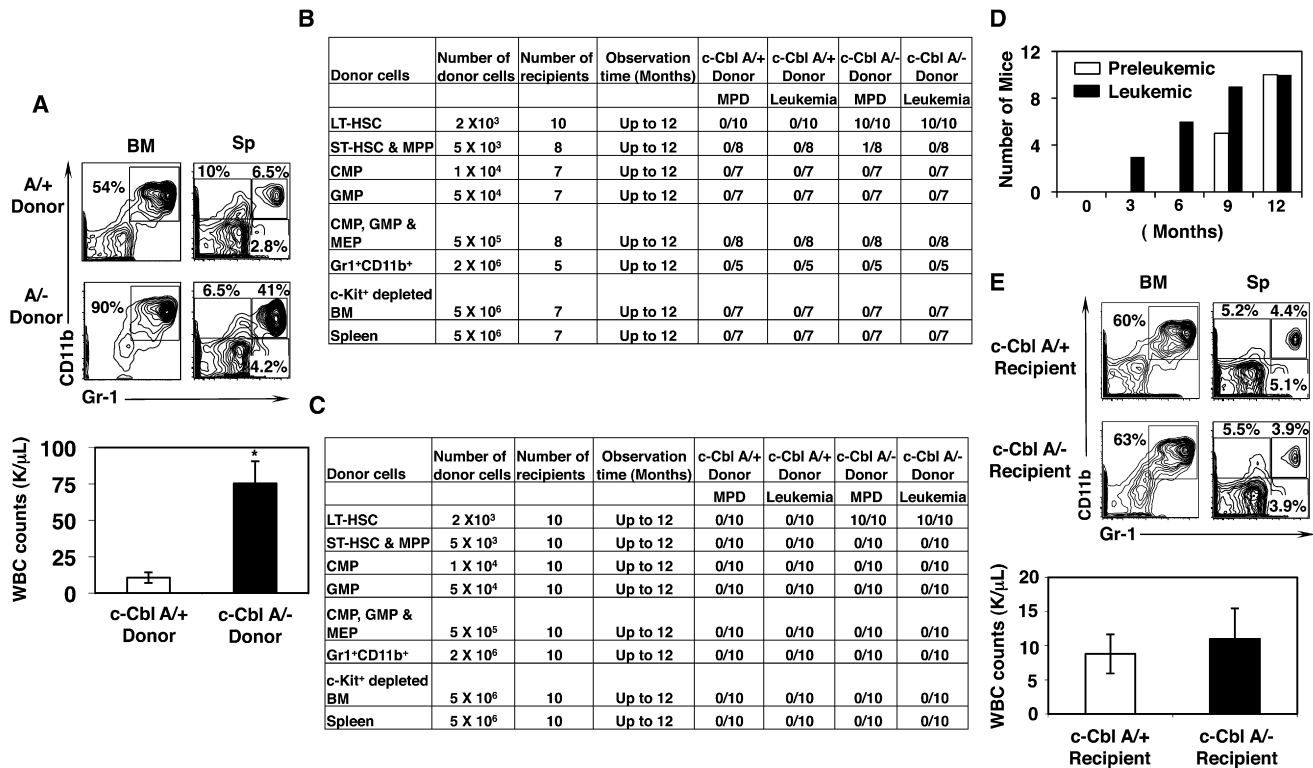 A
BM Sp
A/+
Donor
54%
10% 6.5%
2.8%
A/-
Donor
90%
6.5% 41%
4.2%
CD11b
Gr-1
WBC counts (K/μL)
100
75
50
25
0
*
c-Cbl A/+
Donor
c-Cbl A/-
Donor
B
Donor cells | Number of donor cells | Number of recipients | Observation time (Months) | c-Cbl A/+ Donor | c-Cbl A/+ Donor | c-Cbl A/- Donor | c-Cbl A/- Donor
MPD | Leukemia | MPD | Leukemia
LT-HSC | 2 X10³ | 10 | Up to 12 | 0/10 | 0/10 | 10/10 | 10/10
ST-HSC & MPP | 5 X 10³ | 8 | Up to 12 | 0/8 | 0/8 | 1/8 | 0/8
CMP | 1 X 10⁴ | 7 | Up to 12 | 0/7 | 0/7 | 0/7 | 0/7
GMP | 5 X 10⁴ | 7 | Up to 12 | 0/7 | 0/7 | 0/7 | 0/7
CMP, GMP & MEP | 5 X 10⁵ | 8 | Up to 12 | 0/8 | 0/8 | 0/8 | 0/8
Gr1⁺CD11b⁺ | 2 X 10⁶ | 5 | Up to 12 | 0/5 | 0/5 | 0/5 | 0/5
c-Kit⁺ depleted BM | 5 X 10⁶ | 7 | Up to 12 | 0/7 | 0/7 | 0/7 | 0/7
Spleen | 5 X 10⁶ | 7 | Up to 12 | 0/7 | 0/7 | 0/7 | 0/7
C
Donor cells | Number of donor cells | Number of recipients | Observation time (Months) | c-Cbl A/+ Donor | c-Cbl A/+ Donor | c-Cbl A/- Donor | c-Cbl A/- Donor
MPD | Leukemia | MPD | Leukemia
LT-HSC | 2 X10³ | 10 | Up to 12 | 0/10 | 0/10 | 10/10 | 10/10
ST-HSC & MPP | 5 X 10³ | 10 | Up to 12 | 0/10 | 0/10 | 0/10 | 0/10
CMP | 1 X 10⁴ | 10 | Up to 12 | 0/10 | 0/10 | 0/10 | 0/10
GMP | 5 X 10⁴ | 10 | Up to 12 | 0/10 | 0/10 | 0/10 | 0/10
CMP, GMP & MEP | 5 X 10⁵ | 10 | Up to 12 | 0/10 | 0/10 | 0/10 | 0/10
Gr1⁺CD11b⁺ | 2 X 10⁶ | 10 | Up to 12 | 0/10 | 0/10 | 0/10 | 0/10
c-Kit⁺ depleted BM | 5 X 10⁶ | 10 | Up to 12 | 0/10 | 0/10 | 0/10 | 0/10
Spleen | 5 X 10⁶ | 10 | Up to 12 | 0/10 | 0/10 | 0/10 | 0/10
D
Number of Mice
12
8
4
0
Preleukemic
Leukemic
0 3 6 9 12
( Months)
E
BM Sp
c-Cbl A/+
Recipient
60%
5.2% 4.4%
5.1%
c-Cbl A/-
Recipient
63%
5.5% 3.9%
3.9%
CD11b
Gr-1
WBC counts (K/μL)
20
15
10
5
0
c-Cbl A/+
Recipient
c-Cbl A/-
Recipient